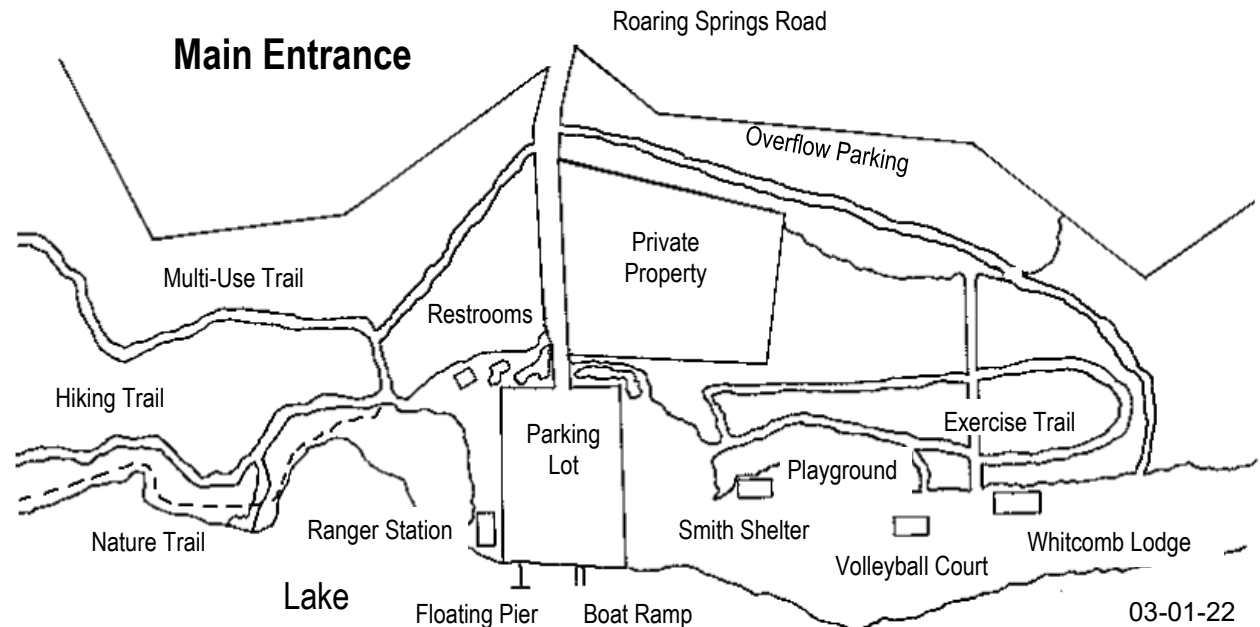 Roaring Springs Road
Main Entrance
Overflow Parking
Private
Property
Multi-Use Trail
Restrooms
Hiking Trail
Parking
Lot
Exercise Trail
Playground
Nature Trail
Ranger Station
Smith Shelter
Volleyball Court
Whitcomb Lodge
Lake
Floating Pier
Boat Ramp
03-01-22